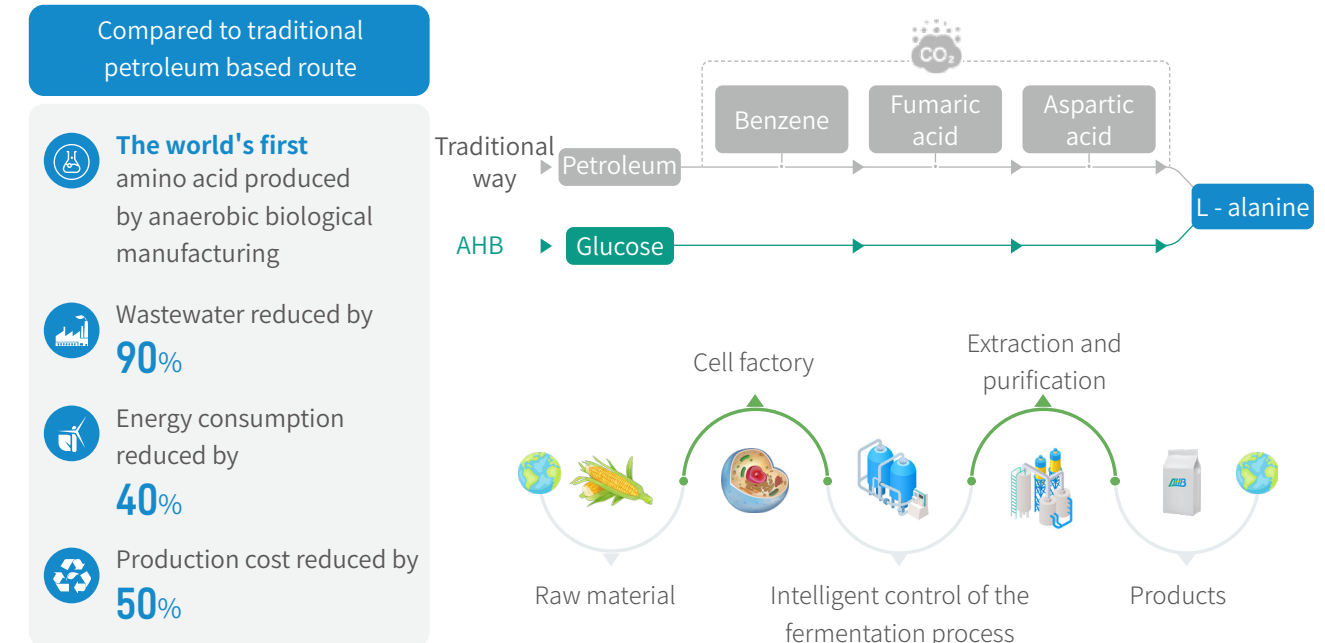 Compared to traditional
petroleum based route
The world's first
amino acid produced
by anaerobic biological
manufacturing
Wastewater reduced by
90%
Energy consumption
reduced by
40%
Production cost reduced by
50%
CO₂
Traditional
way
Petroleum
Benzene
Fumaric
acid
Aspartic
acid
L - alanine
AHB
Glucose
Cell factory
Extraction and
purification
AHB
Raw material
Intelligent control of the
fermentation process
Products